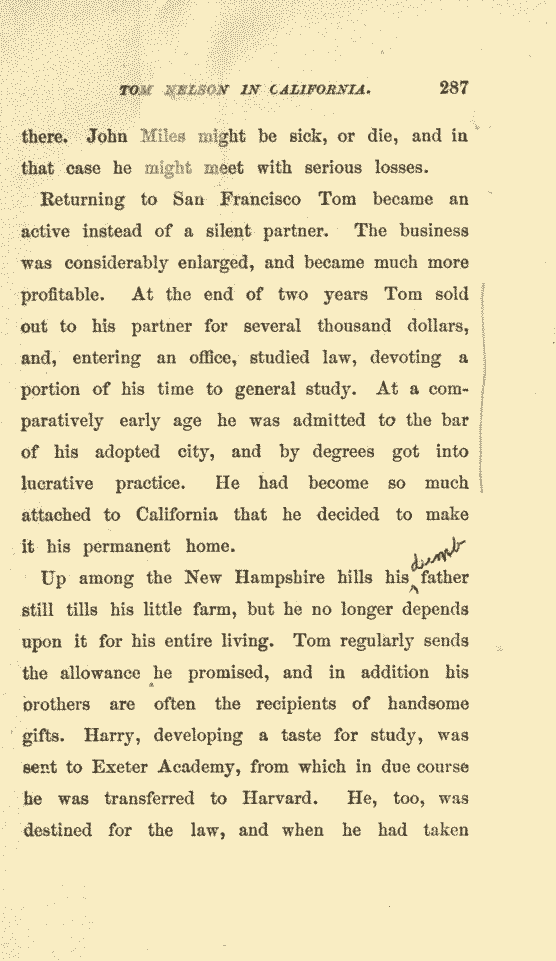 TOM NELSON IN CALIFORNIA. 287
there. John Miles might be sick, or die, and in
that case he might meet with serious losses.
Returning to San Francisco Tom became an
active instead of a silent partner. The business
was considerably enlarged, and became much more
profitable. At the end of two years Tom sold
out to his partner for several thousand dollars,
and, entering an office, studied law, devoting a
portion of his time to general study. At a com-
paratively early age he was admitted to the bar
of his adopted city, and by degrees got into
lucrative practice. He had become so much
attached to California that he decided to make
it his permanent home.
dumb
Up among the New Hampshire hills his father
still tills his little farm, but he no longer depends
upon it for his entire living. Tom regularly sends
the allowance he promised, and in addition his
brothers are often the recipients of handsome
gifts. Harry, developing a taste for study, was
sent to Exeter Academy, from which in due course
he was transferred to Harvard. He, too, was
destined for the law, and when he had taken